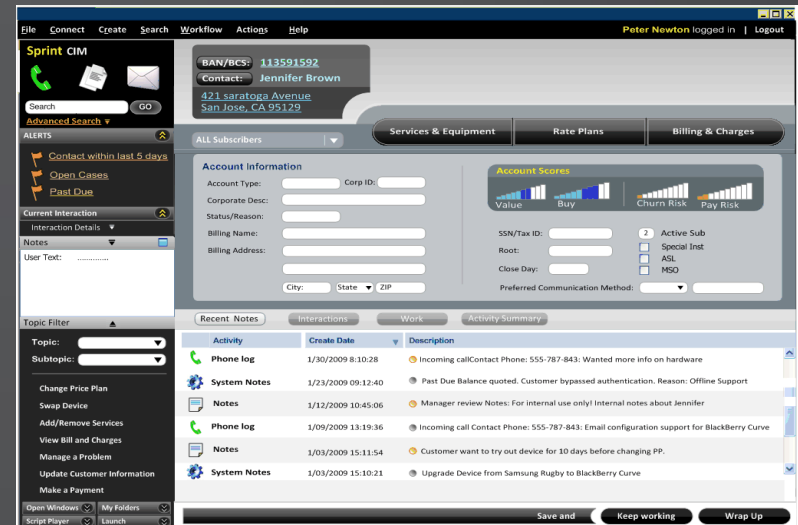 File Connect Create Search Workflow Actions Help Peter Newton logged in | Logout
Sprint CIM
Search GO
Advanced Search
ALERTS
Contact within last 5 days
Open Cases
Past Due
Current Interaction
Interaction Details
Notes
User Text: ..............
Topic Filter
Topic:
Subtopic:
Change Price Plan
Swap Device
Add/Remove Services
View Bill and Charges
Manage a Problem
Update Customer Information
Make a Payment
Open Windows My Folders
Script Player Launch
BAN/BCS: 113591592
Contact: Jennifer Brown
421 saratoga Avenue
San Jose, CA 95129
ALL Subscribers
Services & Equipment Rate Plans Billing & Charges
Account Information
Account Type: Corp ID:
Corporate Desc:
Status/Reason:
Billing Name:
Billing Address:
City: State ZIP
Account Scores
Value Buy Churn Risk Pay Risk
SSN/Tax ID: 2 Active Sub
Root: Special Inst
ASL
Close Day: MSO
Preferred Communication Method:
Recent Notes Interactions Work Activity Summary
Activity Create Date Description
Phone log 1/30/2009 8:10:28 Incoming callContact Phone: 555-787-843: Wanted more info on hardware
System Notes 1/23/2009 09:12:40 Past Due Balance quoted. Customer bypassed authentication. Reason: Offline Support
Notes 1/12/2009 10:45:06 Manager review Notes: For internal use only! Internal notes about Jennifer
Phone log 1/09/2009 13:19:36 Incoming call Contact Phone: 555-787-843: Email configuration support for BlackBerry Curve
Notes 1/03/2009 15:11:54 Customer want to try out device for 10 days before changing PP.
System Notes 1/03/2009 15:10:21 Upgrade Device from Samsung Rugby to BlackBerry Curve
Save and Keep working Wrap Up